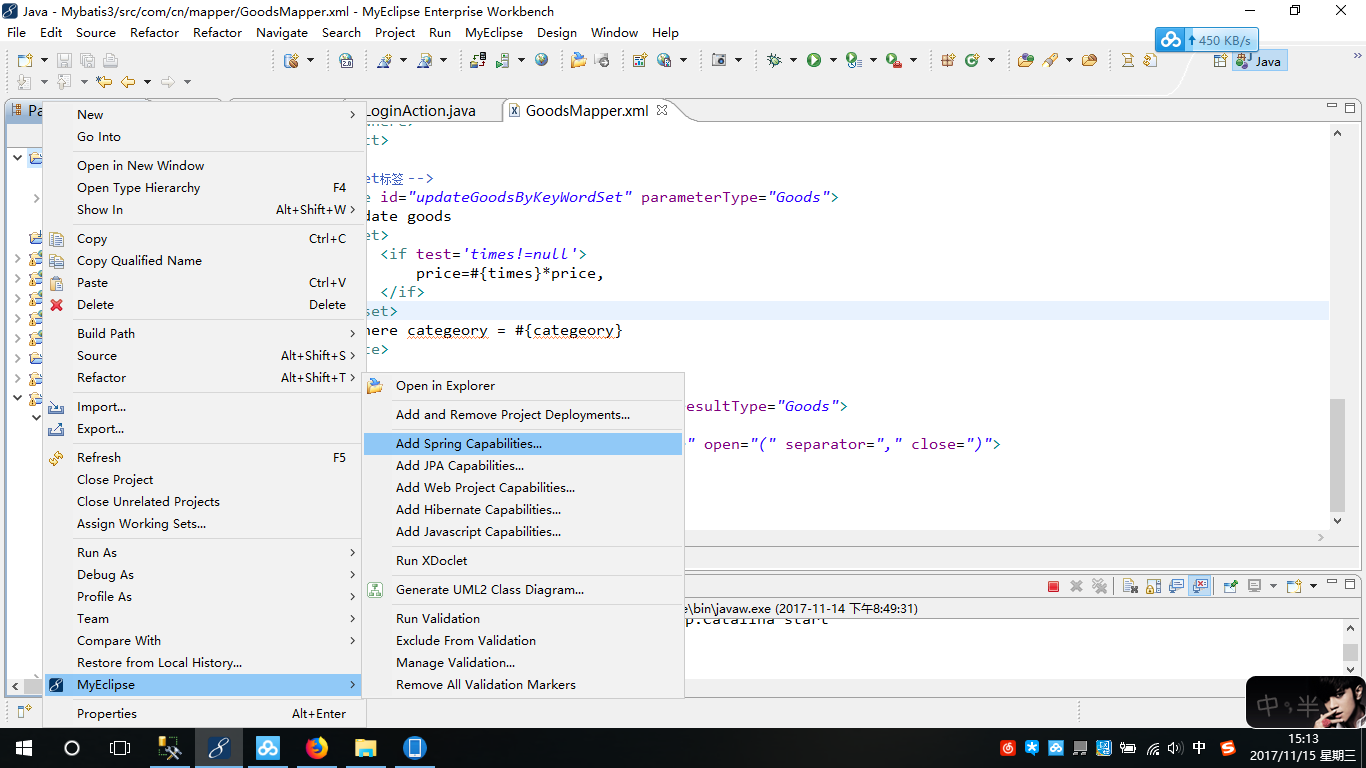 Java - Mybatis3/src/com/cn/mapper/GoodsMapper.xml - MyEclipse Enterprise Workbench
File Edit Source Refactor Refactor Navigate Search Project Run MyEclipse Design Window Help
450 KB/s
Java
Pa
LoginAction.java
GoodsMapper.xml
New
Go Into
Open in New Window
Open Type Hierarchy F4
Show In Alt+Shift+W
Copy Ctrl+C
Copy Qualified Name
Paste Ctrl+V
Delete Delete
Build Path
Source Alt+Shift+S
Refactor Alt+Shift+T
Import...
Export...
Refresh F5
Close Project
Close Unrelated Projects
Assign Working Sets...
Run As
Debug As
Profile As
Team
Compare With
Restore from Local History...
MyEclipse
Properties Alt+Enter
Open in Explorer
Add and Remove Project Deployments...
Add Spring Capabilities...
Add JPA Capabilities...
Add Web Project Capabilities...
Add Hibernate Capabilities...
Add Javascript Capabilities...
Run XDoclet
Generate UML2 Class Diagram...
Run Validation
Exclude From Validation
Manage Validation...
Remove All Validation Markers
ct>
et标签 -->
e id="updateGoodsByKeyWordSet" parameterType="Goods">
date goods
et>
<if test='times!=null'>
price=#{times}*price,
</if>
set>
here categeory = #{categeory}
te>
esultType="Goods">
" open="(" separator="," close=")">
e\bin\javaw.exe (2017-11-14 下午8:49:31)
p.Catalina start
中 半
中
15:13
2017/11/15 星期三